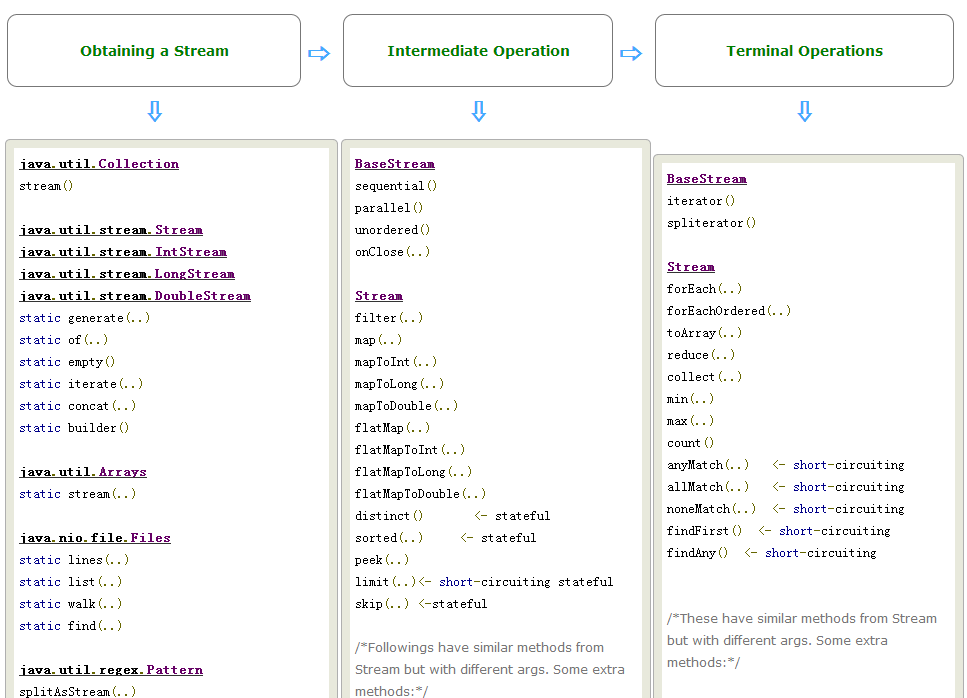 Obtaining a Stream
Intermediate Operation
Terminal Operations
java.util.Collection
stream()
java.util.stream.Stream
java.util.stream.IntStream
java.util.stream.LongStream
java.util.stream.DoubleStream
static generate(..)
static of(..)
static empty()
static iterate(..)
static concat(..)
static builder()
java.util.Arrays
static stream(..)
java.nio.file.Files
static lines(..)
static list(..)
static walk(..)
static find(..)
java.util.regex.Pattern
splitAsStream(..)
BaseStream
sequential()
parallel()
unordered()
onClose(..)
Stream
filter(..)
map(..)
mapToInt(..)
mapToLong(..)
mapToDouble(..)
flatMap(..)
flatMapToInt(..)
flatMapToLong(..)
flatMapToDouble(..)
distinct() <- stateful
sorted(..) <- stateful
peek(..)
limit(..)<- short-circuiting stateful
skip(..) <-stateful
/*Followings have similar methods from
Stream but with different args. Some extra
methods:*/
BaseStream
iterator()
spliterator()
Stream
forEach(..)
forEachOrdered(..)
toArray(..)
reduce(..)
collect(..)
min(..)
max(..)
count()
anyMatch(..) <- short-circuiting
allMatch(..) <- short-circuiting
noneMatch(..) <- short-circuiting
findFirst() <- short-circuiting
findAny() <- short-circuiting
/*These have similar methods from Stream
but with different args. Some extra
methods:*/